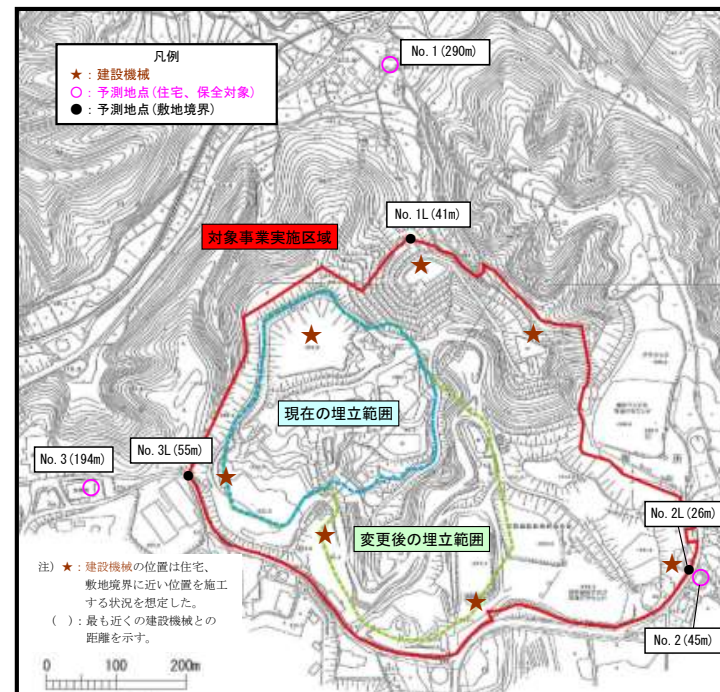 凡例
★：建設機械
○：予測地点(住宅、保全対象)
●：予測地点(敷地境界)
No. 1 (290m)
No. 1L (41m)
対象事業実施区域
現在の埋立範囲
No. 3L (55m)
No. 3 (194m)
No. 2L (26m)
変更後の埋立範囲
注) ★：建設機械の位置は住宅、
敷地境界に近い位置を施工
する状況を想定した。
(　)：最も近くの建設機械との
距離を示す。
No. 2 (45m)
0 100 200m